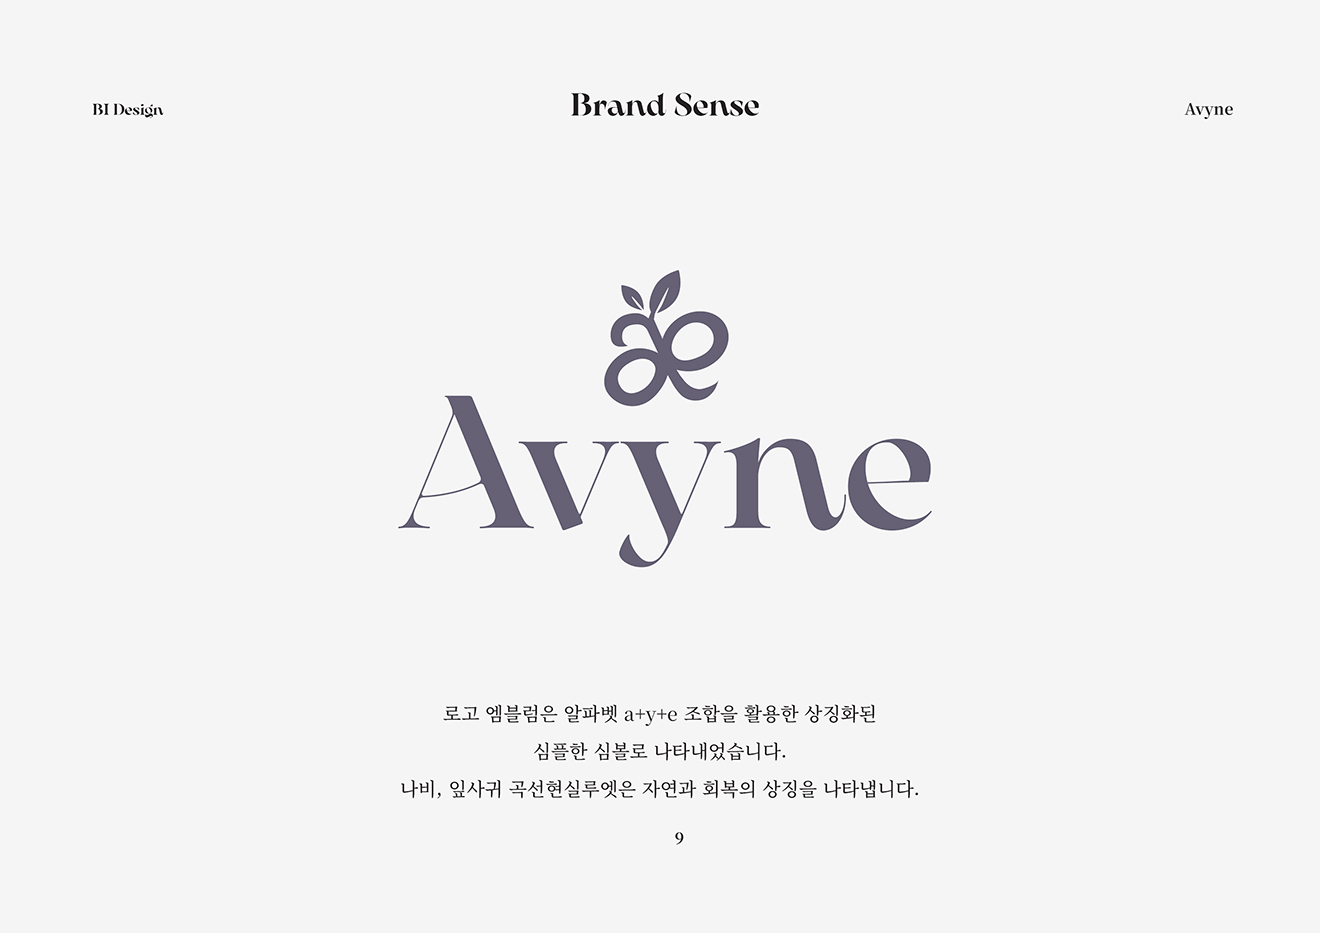 BI Design
Brand Sense
Avyne
Avyne
로고 엠블럼은 알파벳 a+y+e 조합을 활용한 상징화된
심플한 심볼로 나타내었습니다.
나비, 잎사귀 곡선현실루엣은 자연과 회복의 상징을 나타냅니다.
9